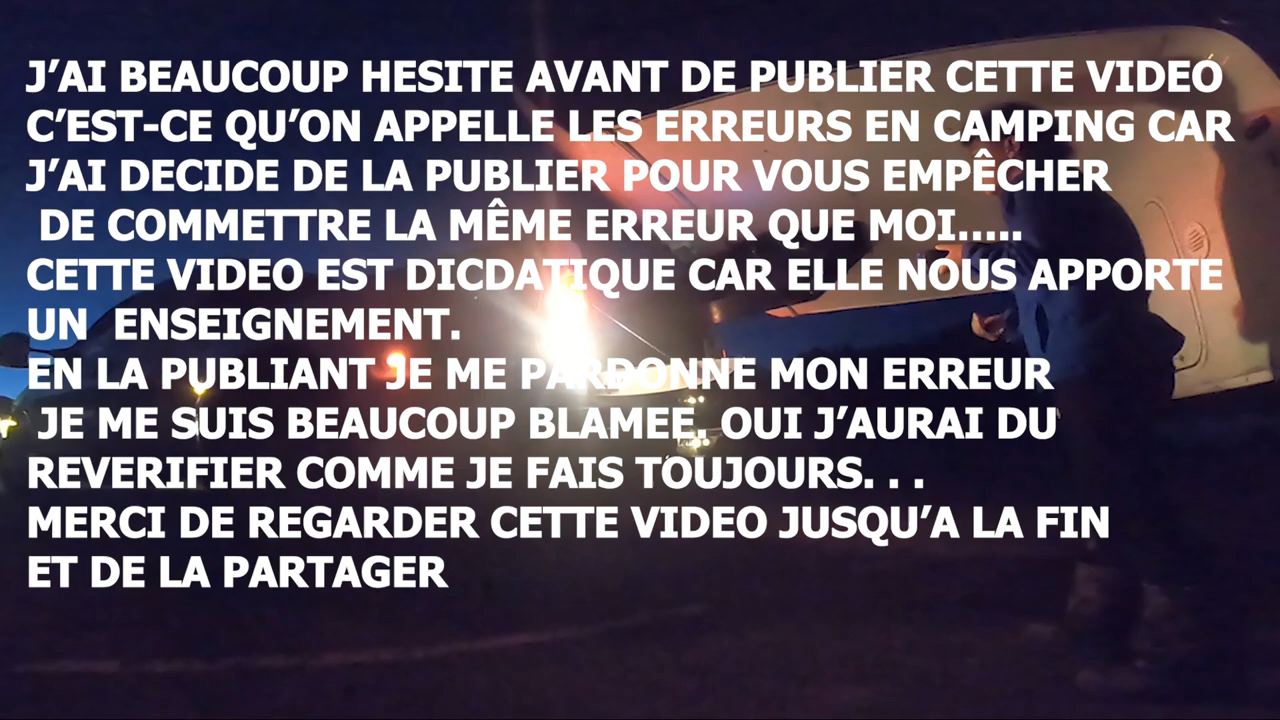 J'AI BEAUCOUP HESITE AVANT DE PUBLIER CETTE VIDEO
C'EST-CE QU'ON APPELLE LES ERREURS EN CAMPING CAR
J'AI DECIDE DE LA PUBLIER POUR VOUS EMPÊCHER
DE COMMETTRE LA MÊME ERREUR QUE MOI.....
CETTE VIDEO EST DICDATIQUE CAR ELLE NOUS APPORTE
UN ENSEIGNEMENT.
EN LA PUBLIANT JE ME PARDONNE MON ERREUR
JE ME SUIS BEAUCOUP BLAMEE. OUI J'AURAI DU
REVERIFIER COMME JE FAIS TOUJOURS. . .
MERCI DE REGARDER CETTE VIDEO JUSQU'A LA FIN
ET DE LA PARTAGER